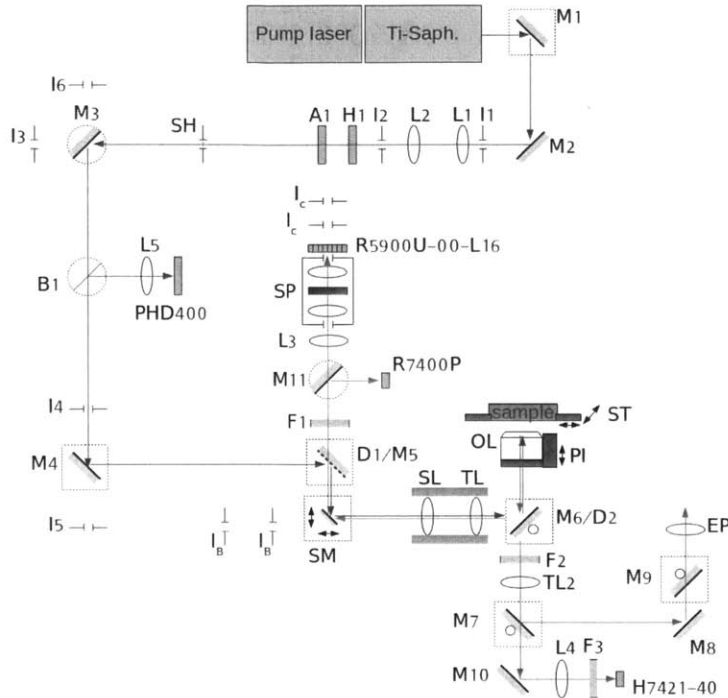 M1
Pump laser
Ti-Saph.
I6
M3
I3
SH
A1
H1
I2
L2
L1
I1
M2
Ic
Ic
R5900U-00-L16
L5
B1
SP
PHD400
L3
R7400P
M11
sample
ST
I4
F1
OL
PI
D1/M5
M4
SL
TL
M6/D2
EP
I5
IB
IB
SM
F2
M9
TL2
M7
M8
L4
F3
M10
H7421-40